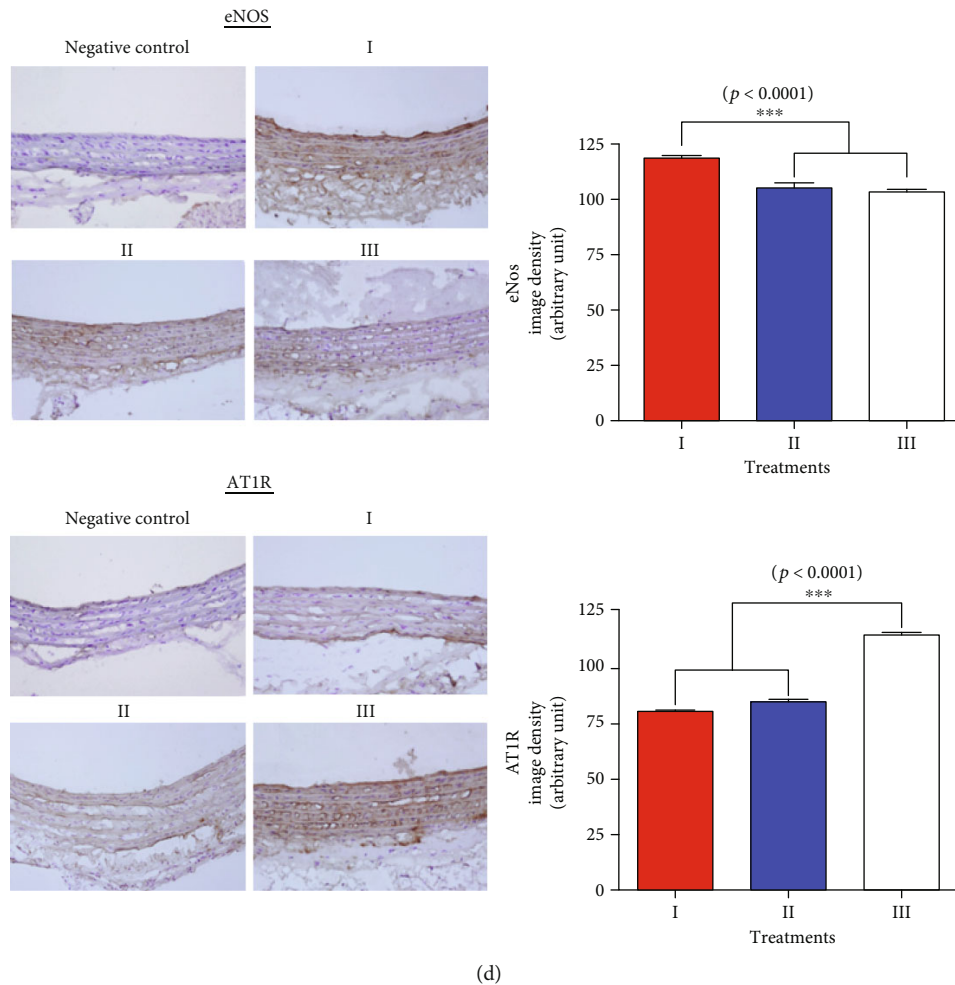 eNOS
Negative control
I
II
III
(p < 0.0001)
***
125
100
75
50
25
0
eNos
image density
(arbitrary unit)
I
II
III
Treatments
AT1R
Negative control
I
II
III
(p < 0.0001)
***
125
100
75
50
25
0
AT1R
image density
(arbitrary unit)
I
II
III
Treatments
(d)